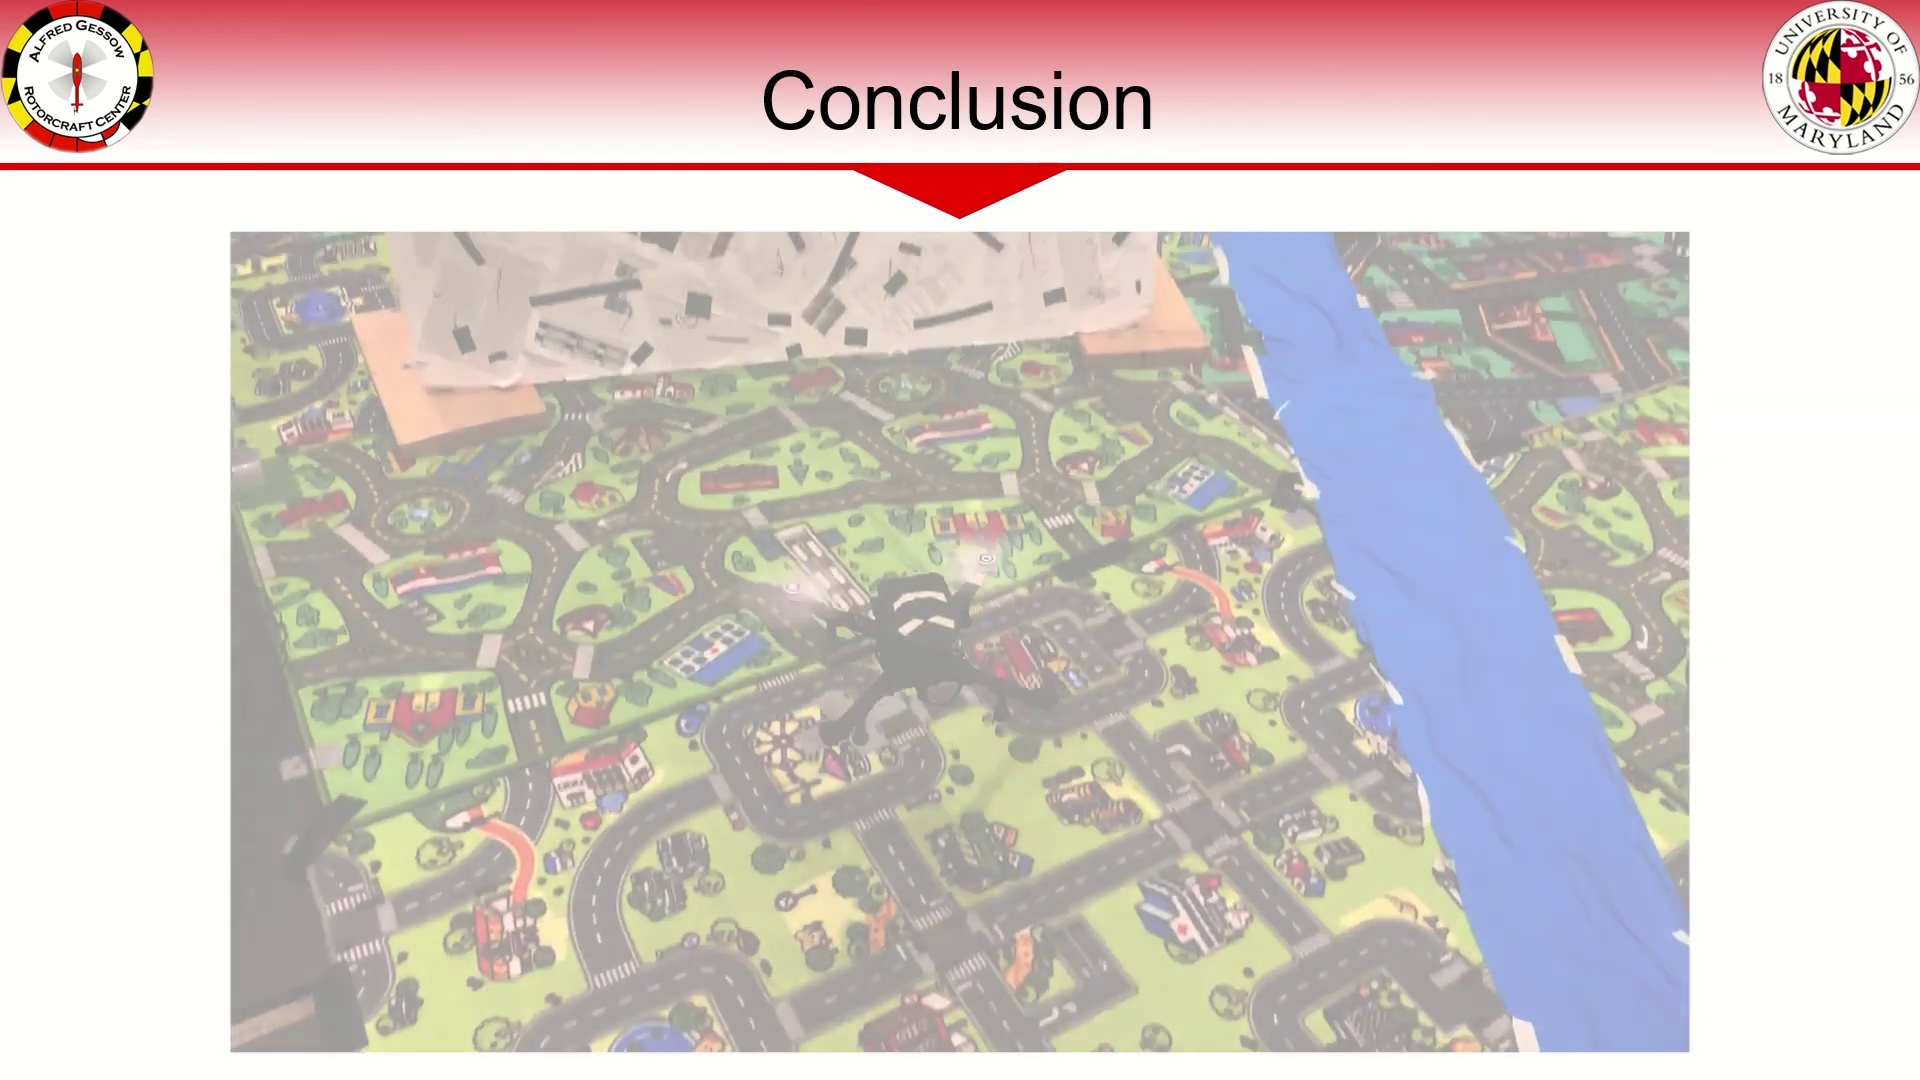 ALFRED GESSOW
ROTORCRAFT CENTER
Conclusion
UNIVERSITY OF
18 56
MARYLAND